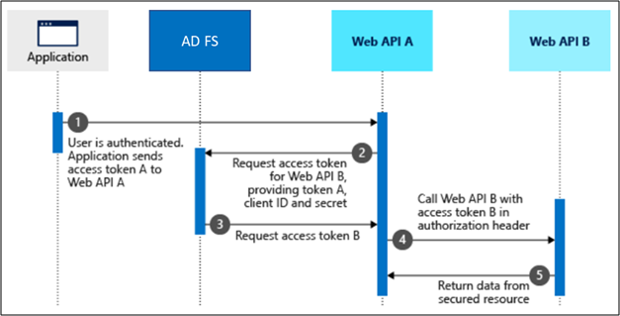 Application
AD FS
Web API A
Web API B
1
User is authenticated.
Application sends
access token A to
Web API A
2
Request access token
for Web API B,
providing token A,
client ID and secret
3
Request access token B
Call Web API B with
access token B in
authorization header
4
5
Return data from
secured resource